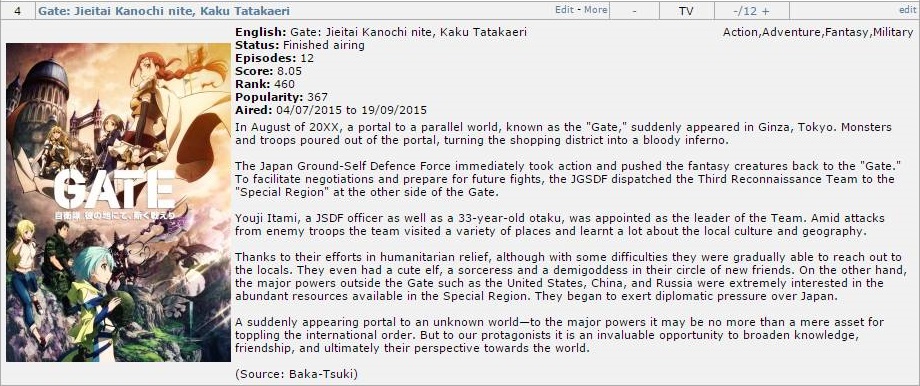 4 Gate: Jieitai Kanochi nite, Kaku Tatakaeri Edit - More - TV -/12 + edit
English: Gate: Jieitai Kanochi nite, Kaku Tatakaeri Action,Adventure,Fantasy,Military
Status: Finished airing
Episodes: 12
Score: 8.05
Rank: 460
Popularity: 367
Aired: 04/07/2015 to 19/09/2015
In August of 20XX, a portal to a parallel world, known as the "Gate," suddenly appeared in Ginza, Tokyo. Monsters
and troops poured out of the portal, turning the shopping district into a bloody inferno.
The Japan Ground-Self Defence Force immediately took action and pushed the fantasy creatures back to the "Gate."
To facilitate negotiations and prepare for future fights, the JGSDF dispatched the Third Reconnaissance Team to the
"Special Region" at the other side of the Gate.
Youji Itami, a JSDF officer as well as a 33-year-old otaku, was appointed as the leader of the Team. Amid attacks
from enemy troops the team visited a variety of places and learnt a lot about the local culture and geography.
Thanks to their efforts in humanitarian relief, although with some difficulties they were gradually able to reach out to
the locals. They even had a cute elf, a sorceress and a demigoddess in their circle of new friends. On the other hand,
the major powers outside the Gate such as the United States, China, and Russia were extremely interested in the
abundant resources available in the Special Region. They began to exert diplomatic pressure over Japan.
A suddenly appearing portal to an unknown world—to the major powers it may be no more than a mere asset for
toppling the international order. But to our protagonists it is an invaluable opportunity to broaden knowledge,
friendship, and ultimately their perspective towards the world.
(Source: Baka-Tsuki)
GATE
自衛隊 彼の地にて、斯く戦えり